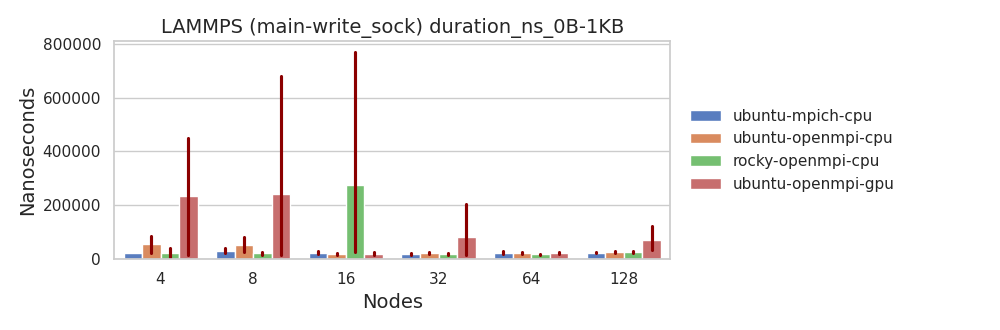 LAMMPS (main-write_sock) duration_ns_0B-1KB
Nanoseconds
800000
600000
400000
200000
0
4 8 16 32 64 128
Nodes
ubuntu-mpich-cpu
ubuntu-openmpi-cpu
rocky-openmpi-cpu
ubuntu-openmpi-gpu